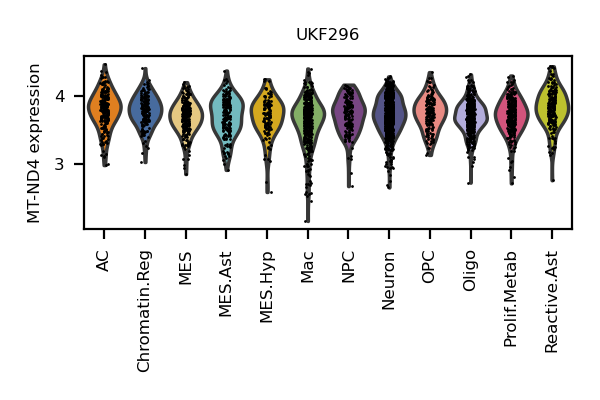 UKF296
MT-ND4 expression
4
3
AC
Chromatin.Reg
MES
MES.Ast
MES.Hyp
Mac
NPC
Neuron
OPC
Oligo
Prolif.Metab
Reactive.Ast